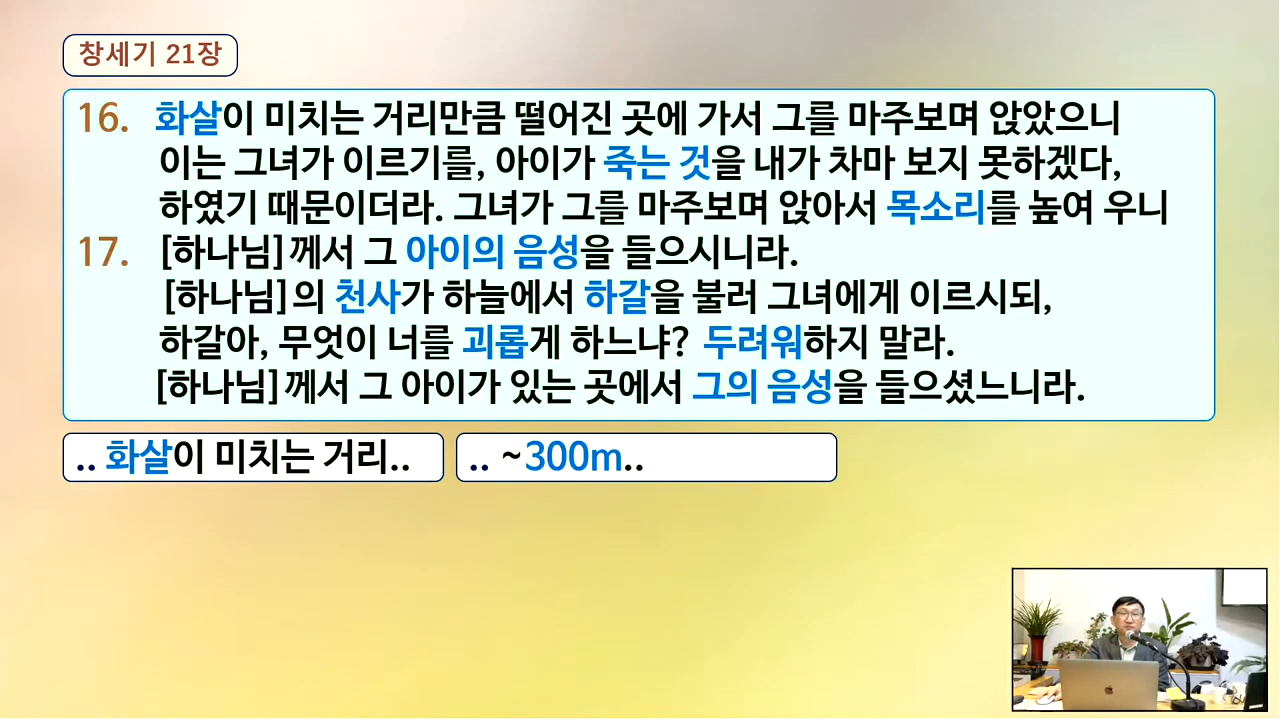 창세기 21장
16. 화살이 미치는 거리만큼 떨어진 곳에 가서 그를 마주보며 앉았으니
이는 그녀가 이르기를, 아이가 죽는 것을 내가 차마 보지 못하겠다,
하였기 때문이더라. 그녀가 그를 마주보며 앉아서 목소리를 높여 우니
17. [하나님]께서 그 아이의 음성을 들으시니라.
[하나님]의 천사가 하늘에서 하갈을 불러 그녀에게 이르시되,
하갈아, 무엇이 너를 괴롭게 하느냐? 두려워하지 말라.
[하나님]께서 그 아이가 있는 곳에서 그의 음성을 들으셨느니라.
.. 화살이 미치는 거리..
.. ~300m..